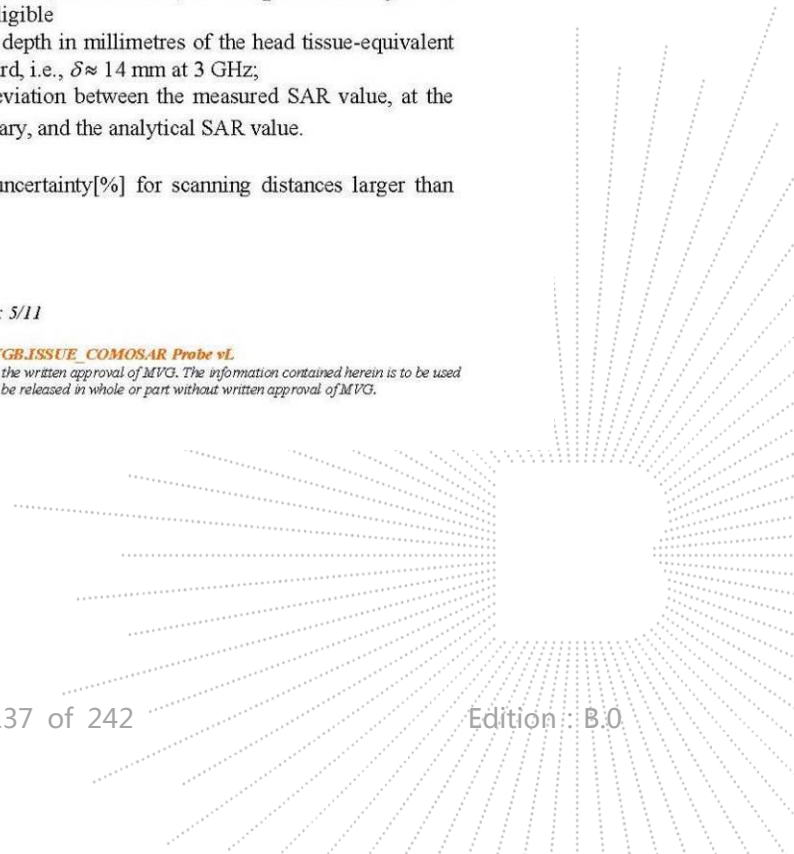 ligible
depth in millimetres of the head tissue-equivalent
rd, i.e., δ≈ 14 mm at 3 GHz;
eviation between the measured SAR value, at the
ary, and the analytical SAR value.
uncertainty[%] for scanning distances larger than
: 5/11
GB.ISSUE_COMOSAR Probe vL
the written approval of MVG. The information contained herein is to be used
be released in whole or part without written approval of MVG.
37 of 242
Edition : B.0